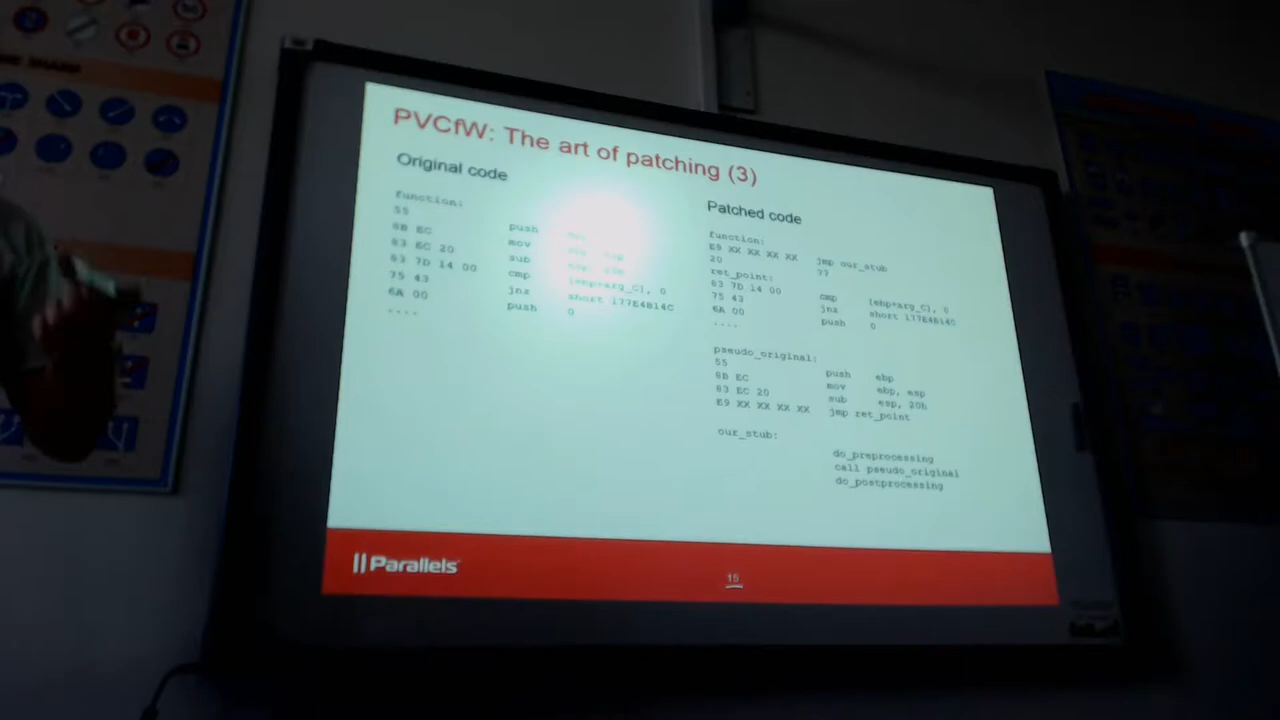 PVCfW: The art of patching (3)
Original code
function:
55
8B EC push
83 EC 20 mov
83 7D 14 00 sub
75 43 cmp [ebp+arg_C], 0
6A 00 jnz short 177E4B14C
.... push 0
Patched code
function:
E9 XX XX XX XX jmp our_stub
20 ??
ret_point:
83 7D 14 00 cmp [ebp+arg_C], 0
75 43 jnz short 177E4B14C
6A 00 push 0
....
pseudo_original:
55 push ebp
8B EC mov ebp, esp
83 EC 20 sub esp, 20h
E9 XX XX XX XX jmp ret_point
our_stub:
do_preprocessing
call pseudo_original
do_postprocessing
Parallels
15